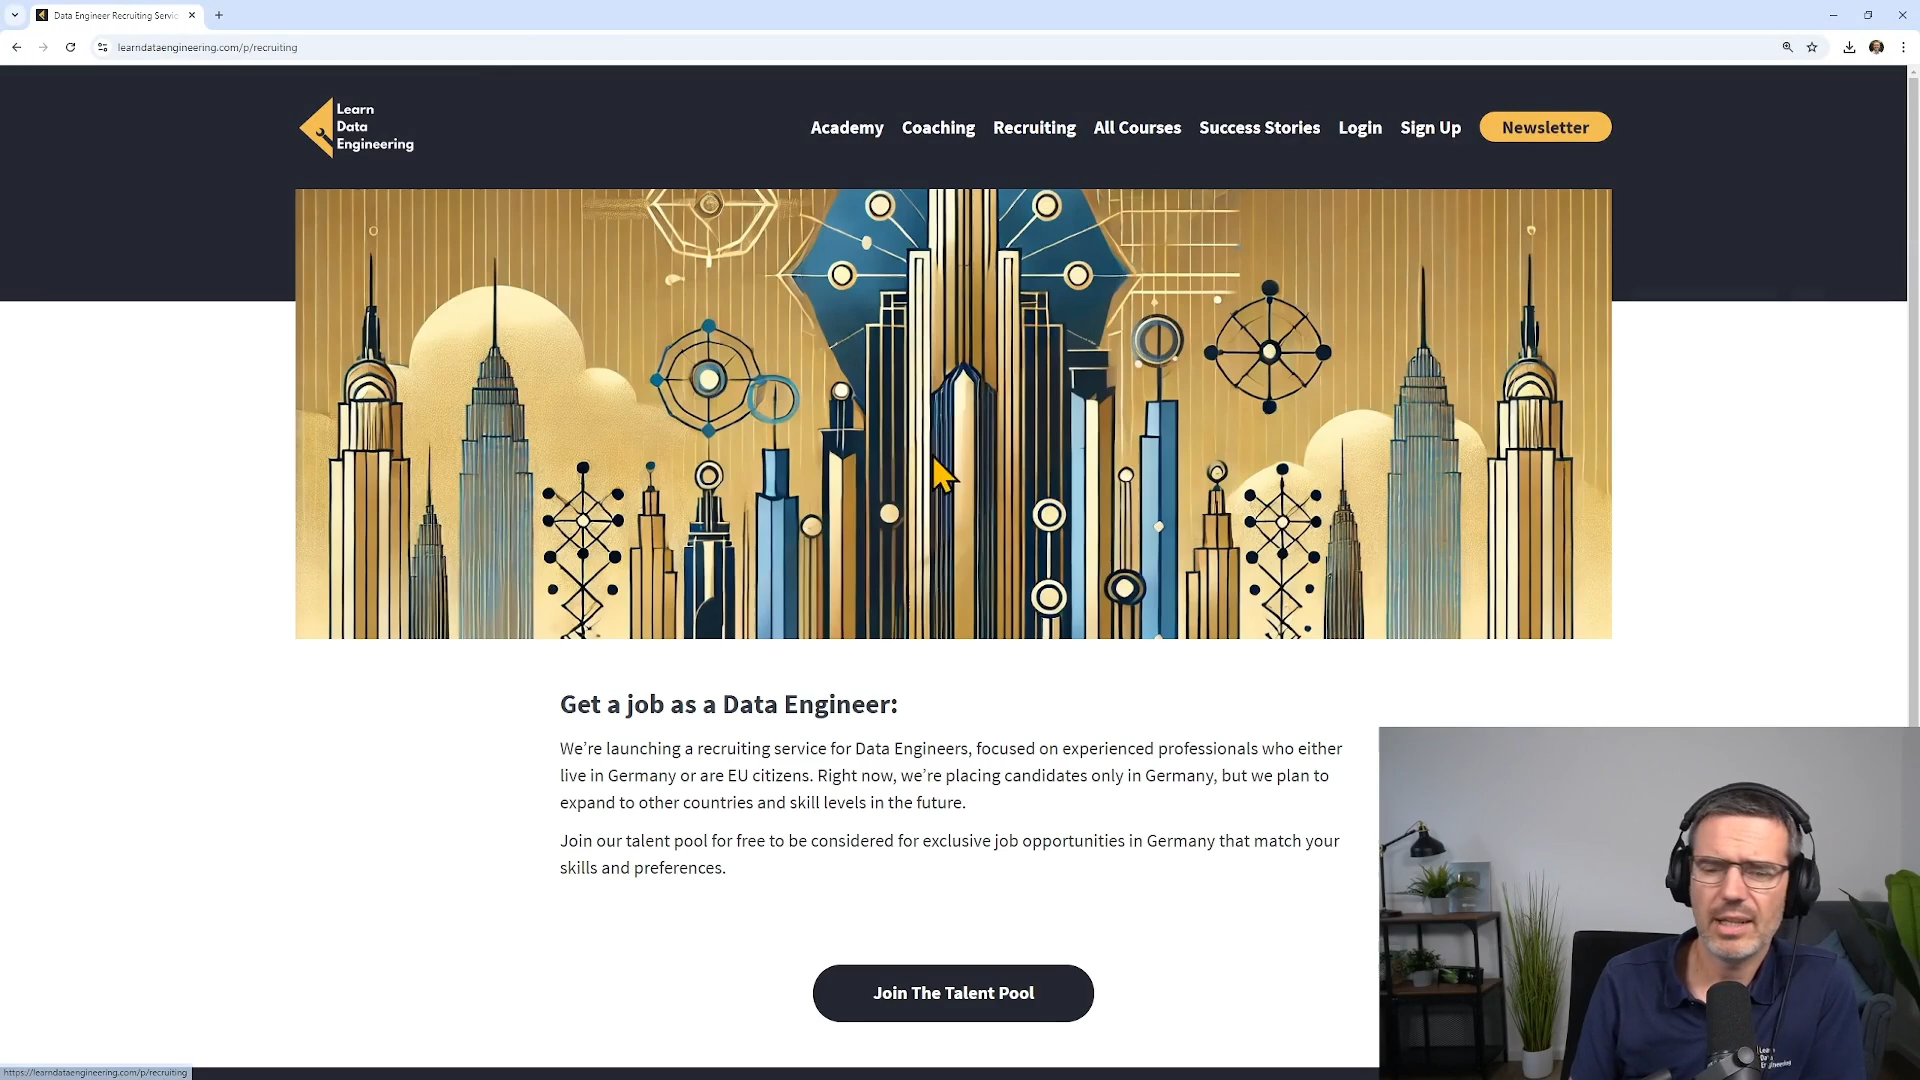 Data Engineer Recruiting Servic
learndataengineering.com/p/recruiting
Learn
Data
Engineering
Academy Coaching Recruiting All Courses Success Stories Login Sign Up Newsletter
Get a job as a Data Engineer:
We’re launching a recruiting service for Data Engineers, focused on experienced professionals who either
live in Germany or are EU citizens. Right now, we’re placing candidates only in Germany, but we plan to
expand to other countries and skill levels in the future.
Join our talent pool for free to be considered for exclusive job opportunities in Germany that match your
skills and preferences.
Join The Talent Pool
https://learndataengineering.com/p/recruiting